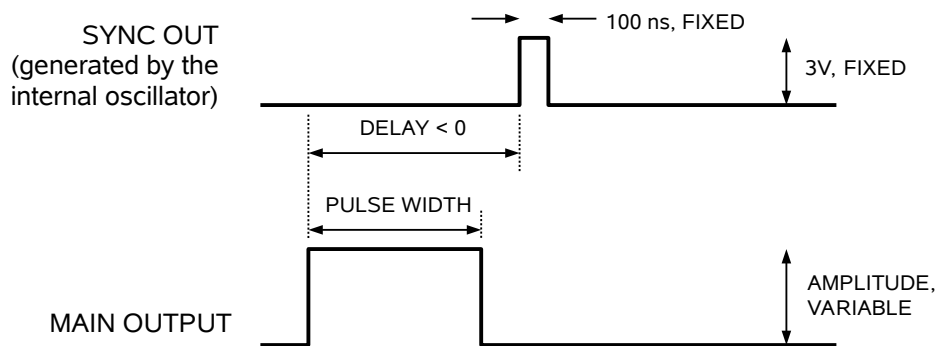 100 ns, FIXED
SYNC OUT
(generated by the
internal oscillator)
3V, FIXED
DELAY < 0
PULSE WIDTH
AMPLITUDE,
VARIABLE
MAIN OUTPUT